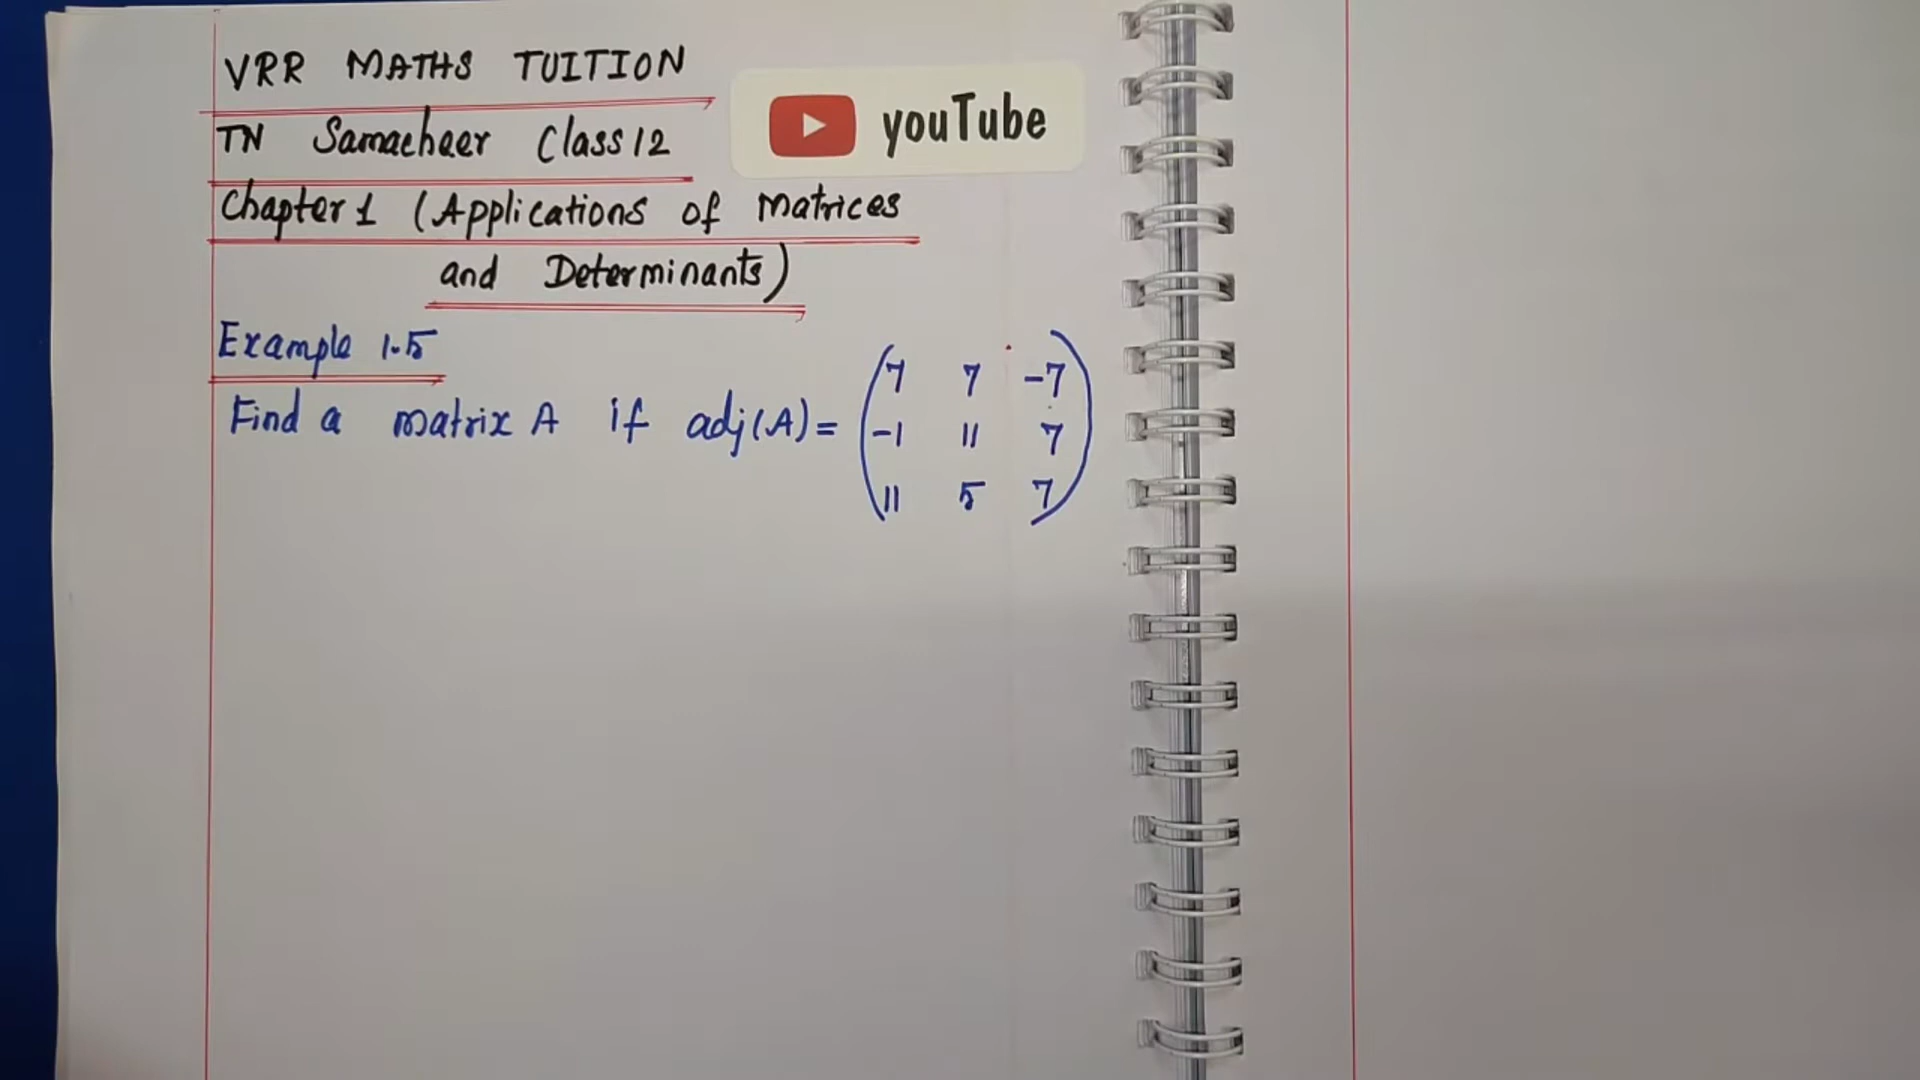 VRR MATHS TUITION
youTube
TN Samacheer Class 12
Chapter 1 (Applications of Matrices
and Determinants)
Example 1.5
Find a matrix A if adj(A)= (7 7 -7
-1 11 7
11 5 7)